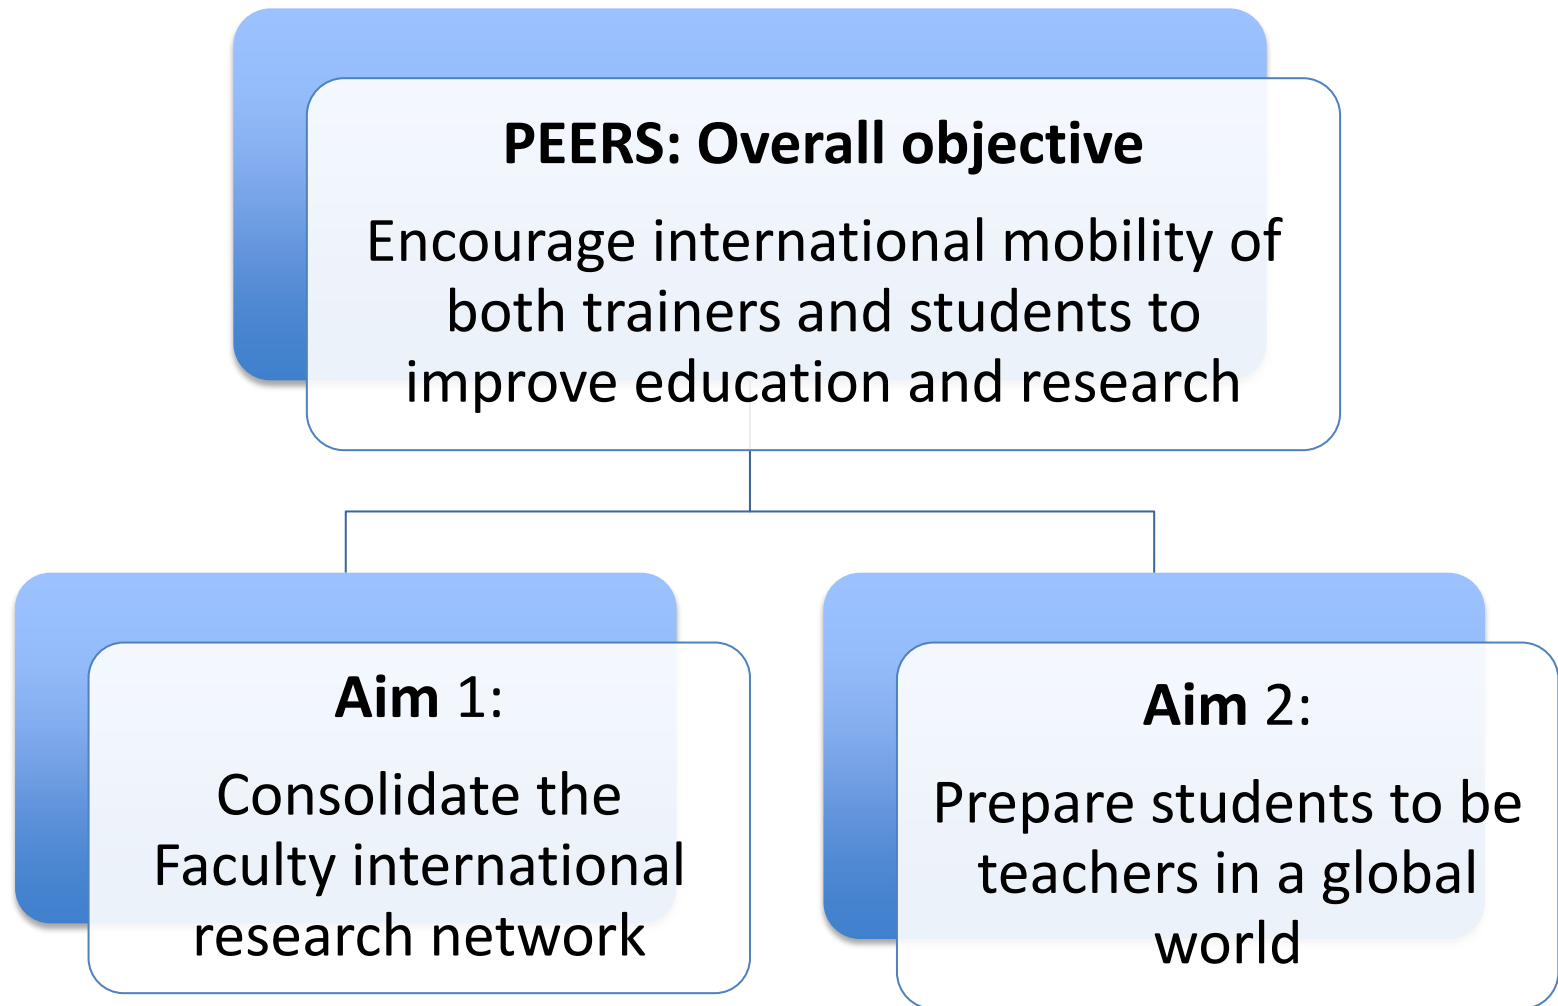 PEERS: Overall objective
Encourage international mobility of
both trainers and students to
improve education and research
Aim 1:
Consolidate the
Faculty international
research network
Aim 2:
Prepare students to be
teachers in a global
world